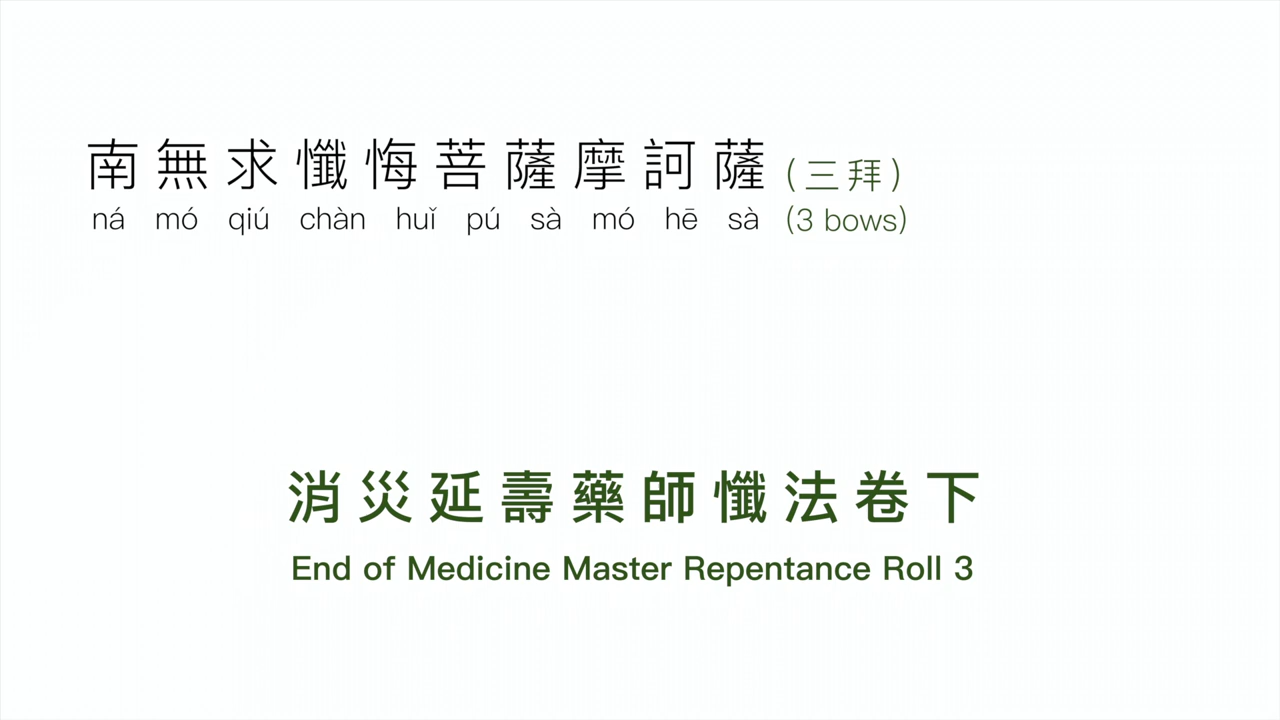 南無求懺悔菩薩摩訶薩 (三拜)
ná mó qiú chàn huǐ pú sà mó hē sà (3 bows)
消災延壽藥師懺法卷下
End of Medicine Master Repentance Roll 3